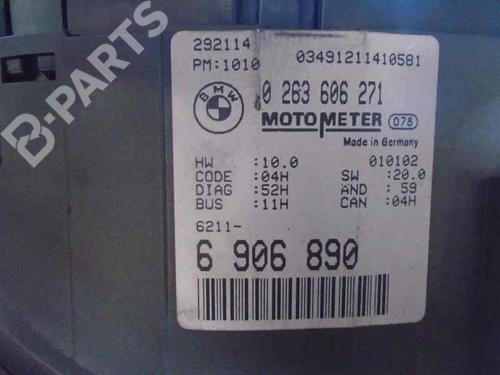 B-PARTS
292114 03491211410581
PM:1010
BMW 0 263 606 271
MOTOMETER 078
Made in Germany
HW :10.0 010102
CODE :04H SW :20.0
DIAG :52H AND : 59
BUS :11H CAN :04H
6211-
6 906 890